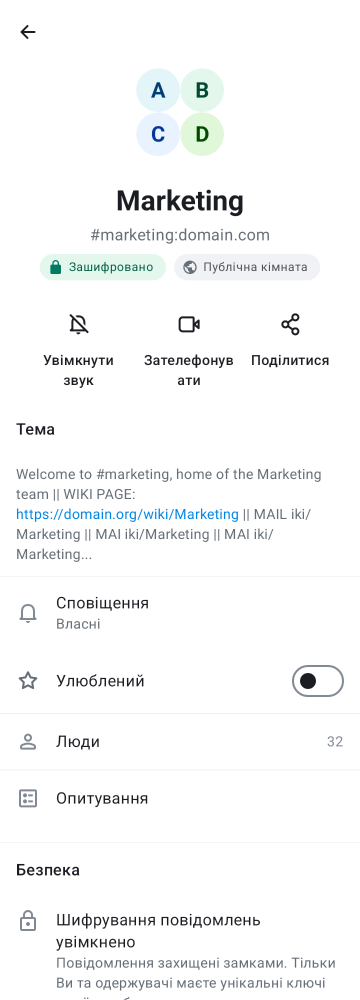 A B
C D
Marketing
#marketing:domain.com
Зашифровано Публічна кімната
Увімкнути звук
Зателефонувати
Поділитися
Тема
Welcome to #marketing, home of the Marketing
team || WIKI PAGE:
https://domain.org/wiki/Marketing || MAIL iki/
Marketing || MAI iki/Marketing || MAI iki/
Marketing...
Сповіщення
Власні
Улюблений
Люди 32
Опитування
Безпека
Шифрування повідомлень
увімкнено
Повідомлення захищені замками. Тільки
Ви та одержувачі маєте унікальні ключі